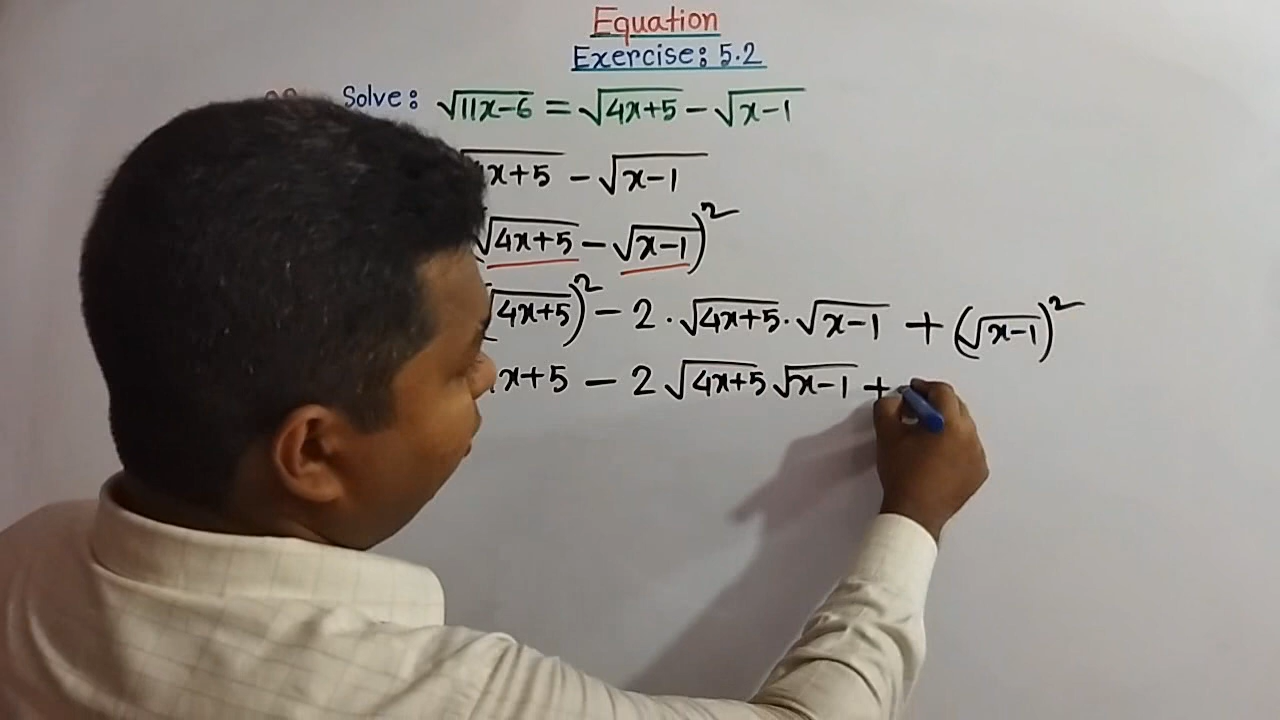 Equation
Exercise: 5.2
Solve: √11x-6 = √4x+5 - √x-1
x+5 - √x-1
√4x+5 - √x-1)²
(√4x+5)² - 2 · √4x+5 · √x-1 + (√x-1)²
x+5 - 2 √4x+5 √x-1 +